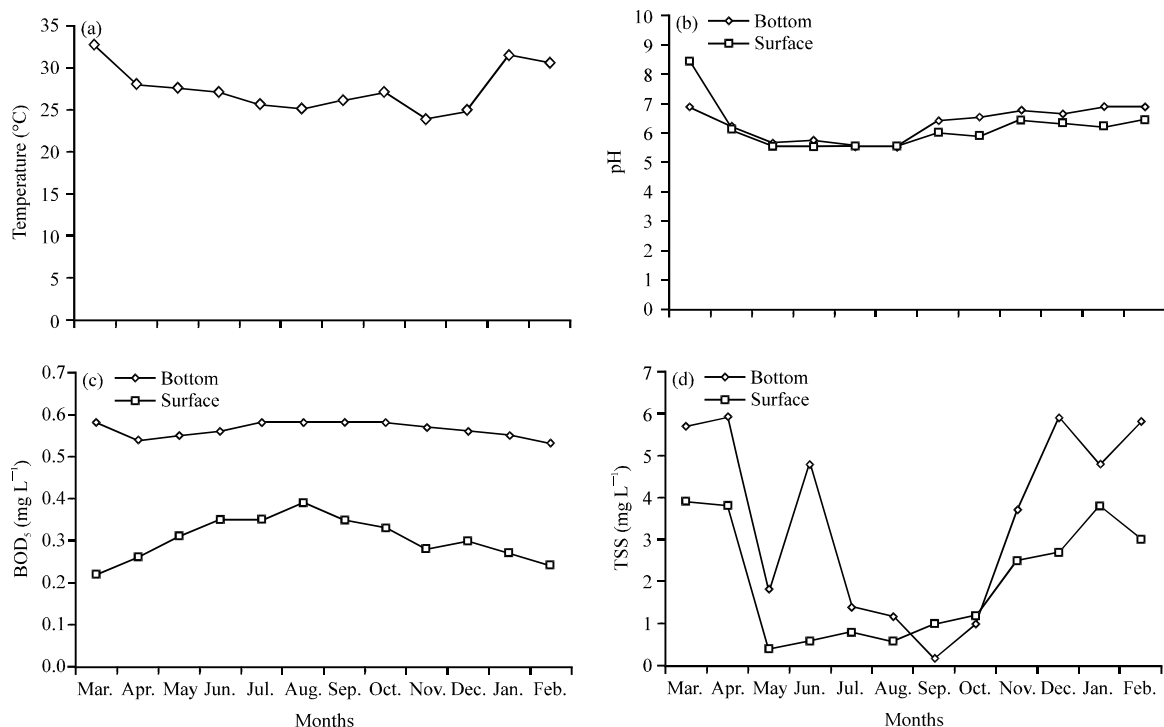 (a)
35
30
25
20
15
10
5
0
Temperature (°C)
(b)
Bottom
Surface
10
9
8
7
6
5
4
3
2
1
0
pH
(c)
Bottom
Surface
0.7
0.6
0.5
0.4
0.3
0.2
0.1
0.0
BOD₅ (mg L⁻¹)
Mar. Apr. May Jun. Jul. Aug. Sep. Oct. Nov. Dec. Jan. Feb.
Months
(d)
Bottom
Surface
7
6
5
4
3
2
1
0
TSS (mg L⁻¹)
Mar. Apr. May Jun. Jul. Aug. Sep. Oct. Nov. Dec. Jan. Feb.
Months